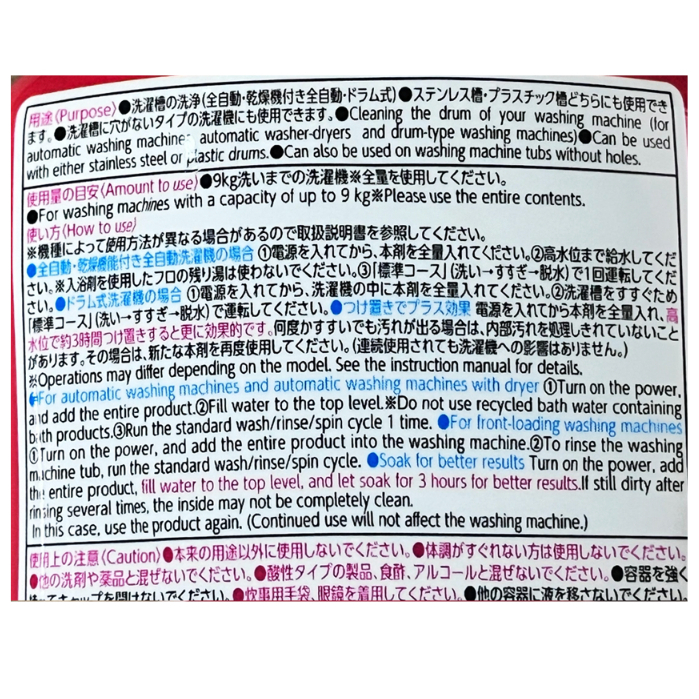 用途〈Purpose〉●洗濯槽の洗浄(全自動・乾燥機付き全自動・ドラム式)●ステンレス槽・プラスチック槽どちらにも使用でき
ます。●洗濯槽に穴がないタイプの洗濯機にも使用できます。●Cleaning the drum of your washing machine (for
automatic washing machine automatic washer-dryers and drum-type washing machines)●Can be used
with either stainless steel or plastic drums.●Can also be used on washing machine tubs without holes.
使用量の目安〈Amount to use〉●9kg洗いまでの洗濯機※全量を使用してください。
●For washing machines with a capacity of up to 9 kg※Please use the entire contents.
使い方〈How to use〉
※機種によって使用方法が異なる場合があるので取扱説明書を参照してください。
●全自動・乾燥機能付き全自動洗濯機の場合 ①電源を入れてから、本剤を全量入れてください。②高水位まで給水してくだ
さい。※入浴剤を使用したフロの残り湯は使わないでください。③「標準コース」(洗い→すすぎ→脱水)で1回運転してくだ
さい。●ドラム式洗濯機の場合 ①電源を入れてから、洗濯機の中に本剤を全量入れてください。②洗濯槽をすすぐため
「標準コース」(洗い→すすぎ→脱水)で運転してください。●つけ置きでプラス効果 電源を入れてから本剤を全量入れ、高
水位で約3時間つけ置きすると更に効果的です。何度かすすいでも汚れが出る場合は、内部汚れを処理しきれていないこと
があります。その場合は、新たな本剤を再度使用してください。(連続使用されても洗濯機への影響はありません。)
※Operations may differ depending on the model. See the instruction manual for details.
●For automatic washing machines and automatic washing machines with dryer ①Turn on the power,
and add the entire product.②Fill water to the top level.※Do not use recycled bath water containing
bath products.③Run the standard wash/rinse/spin cycle 1 time. ●For front-loading washing machines
①Turn on the power, and add the entire product into the washing machine.②To rinse the washing
machine tub, run the standard wash/rinse/spin cycle. ●Soak for better results Turn on the power, add
the entire product, fill water to the top level, and let soak for 3 hours for better results.If still dirty after
rinsing several times, the inside may not be completely clean.
In this case, use the product again. (Continued use will not affect the washing machine.)
使用上の注意〈Caution〉●本来の用途以外に使用しないでください。●体調がすぐれない方は使用しないでください。
●他の洗剤や薬品と混ぜないでください。●酸性タイプの製品、食酢、アルコールと混ぜないでください。●容器を強く
持ってキャップを開けないでください。●炊事用手袋、眼鏡を着用してください。●他の容器に液を移さないでください。